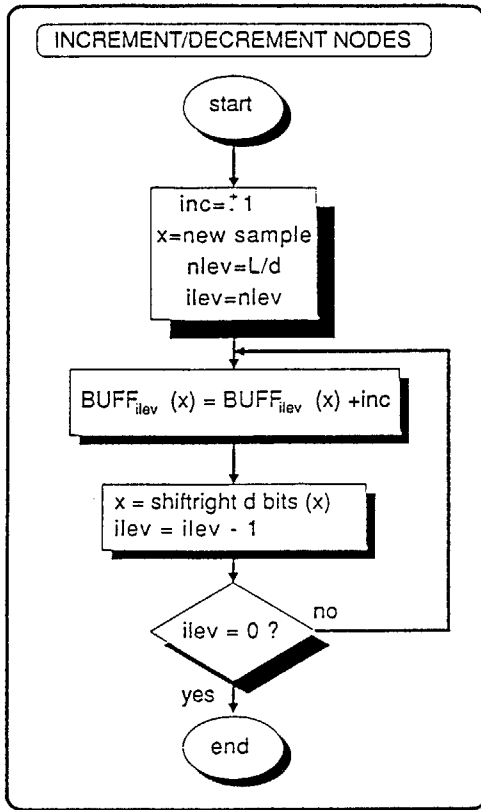 INCREMENT/DECREMENT NODES
start
inc=± 1
x=new sample
nlev=L/d
ilev=nlev
BUFF_ilev (x) = BUFF_ilev (x) +inc
x = shiftright d bits (x)
ilev = ilev - 1
ilev = 0 ?
no
yes
end